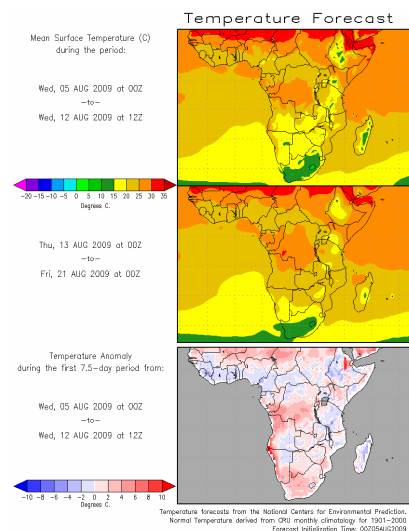 Temperature Forecast
Mean Surface Temperature (C)
during the period:
Wed, 05 AUG 2009 at 00Z
-to-
Wed, 12 AUG 2009 at 12Z
-20 -15 -10 -5 0 5 10 15 20 25 30 35
Degrees C.
Thu, 13 AUG 2009 at 00Z
-to-
Fri, 21 AUG 2009 at 00Z
Temperature Anomaly
during the first 7.5-day period from:
Wed, 05 AUG 2009 at 00Z
-to-
Wed, 12 AUG 2009 at 12Z
-10 -8 -6 -4 -2 0 2 4 6 8 10
Degrees C.
Temperature forecasts from the National Centers for Environmental Prediction.
Normal Temperature derived from CRU monthly climatology for 1901-2000
Forecast Initialization Time: 00Z05AUG2009